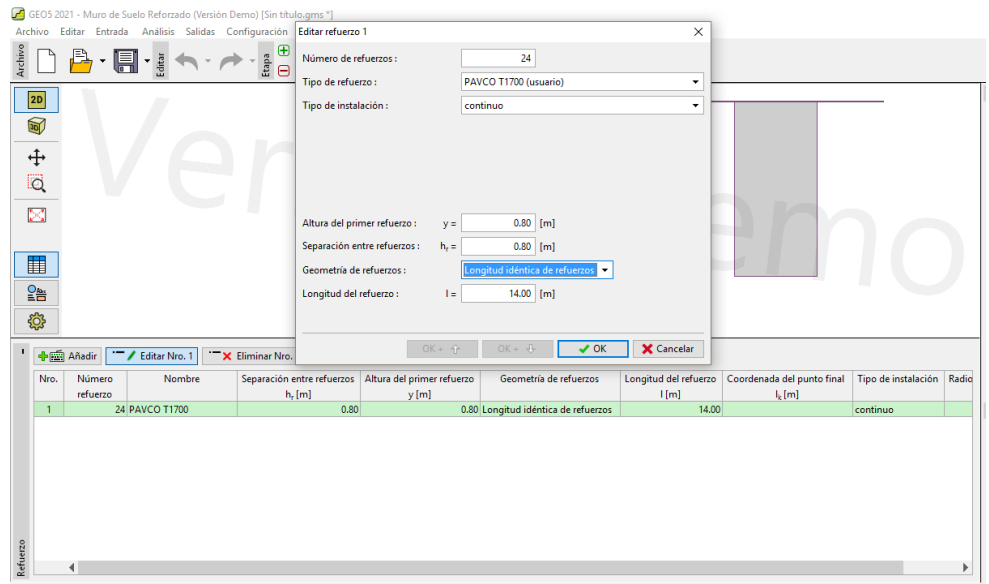 GEO5 2021 - Muro de Suelo Reforzado (Versión Demo) [Sin título.gms *]
Archivo Editar Entrada Análisis Salidas Configuración
Archivo
Editar
Etapa
2D
3D
Editar refuerzo 1
Número de refuerzos : 24
Tipo de refuerzo : PAVCO T1700 (usuario)
Tipo de instalación : continuo
Altura del primer refuerzo : y = 0.80 [m]
Separación entre refuerzos : hr = 0.80 [m]
Geometría de refuerzos : Longitud idéntica de refuerzos
Longitud del refuerzo : l = 14.00 [m]
OK + OK + OK Cancelar
Ver
emo
Añadir Editar Nro. 1 Eliminar Nro.
Nro. Número refuerzo Nombre Separación entre refuerzos hr [m] Altura del primer refuerzo y [m] Geometría de refuerzos Longitud del refuerzo l [m] Coordenada del punto final lk [m] Tipo de instalación Radio
1 24 PAVCO T1700 0.80 0.80 Longitud idéntica de refuerzos 14.00 continuo
Refuerzo